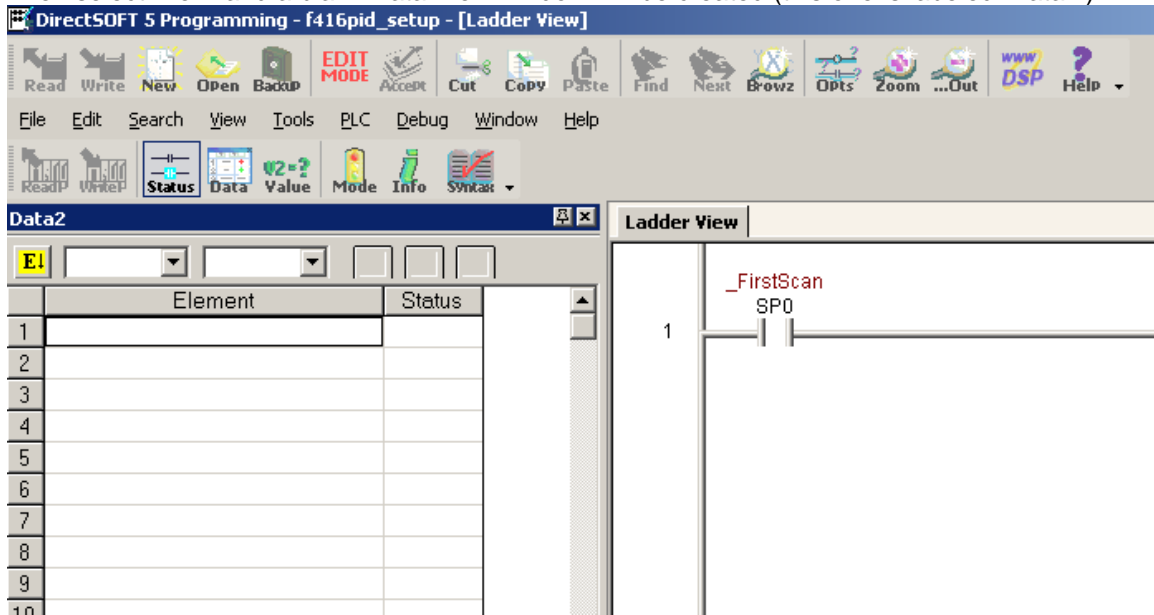 DirectSOFT 5 Programming - f416pid_setup - [Ladder View]
Read Write New Open Backup EDIT MODE Accept Cut Copy Paste Find Next Browz Opts Zoom ...Out WWW DSP Help
File Edit Search View Tools PLC Debug Window Help
ReadP WriteP Status Data V2=? Value Mode Info Syntax
Data2
Ladder View
E
Element Status
_FirstScan
SP0
1
1
2
3
4
5
6
7
8
9
10